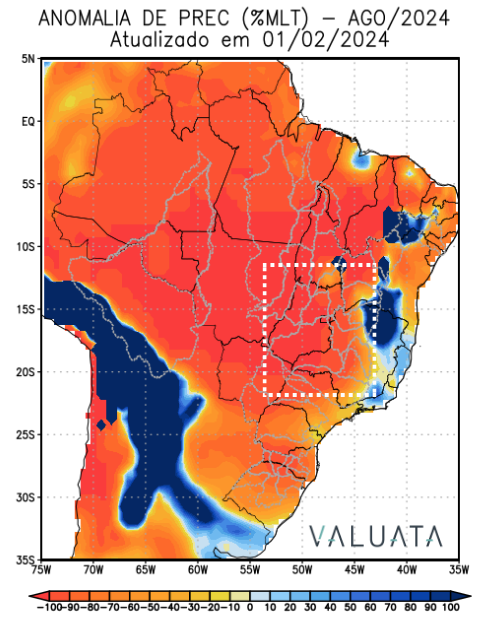 ANOMALIA DE PREC (%MLT) – AGO/2024
Atualizado em 01/02/2024
5N
EQ
5S
10S
15S
20S
25S
30S
35S
VALUATA
75W 70W 65W 60W 55W 50W 45W 40W 35W
-100 -90 -80 -70 -60 -50 -40 -30 -20 -10 0 10 20 30 40 50 60 70 80 90 100